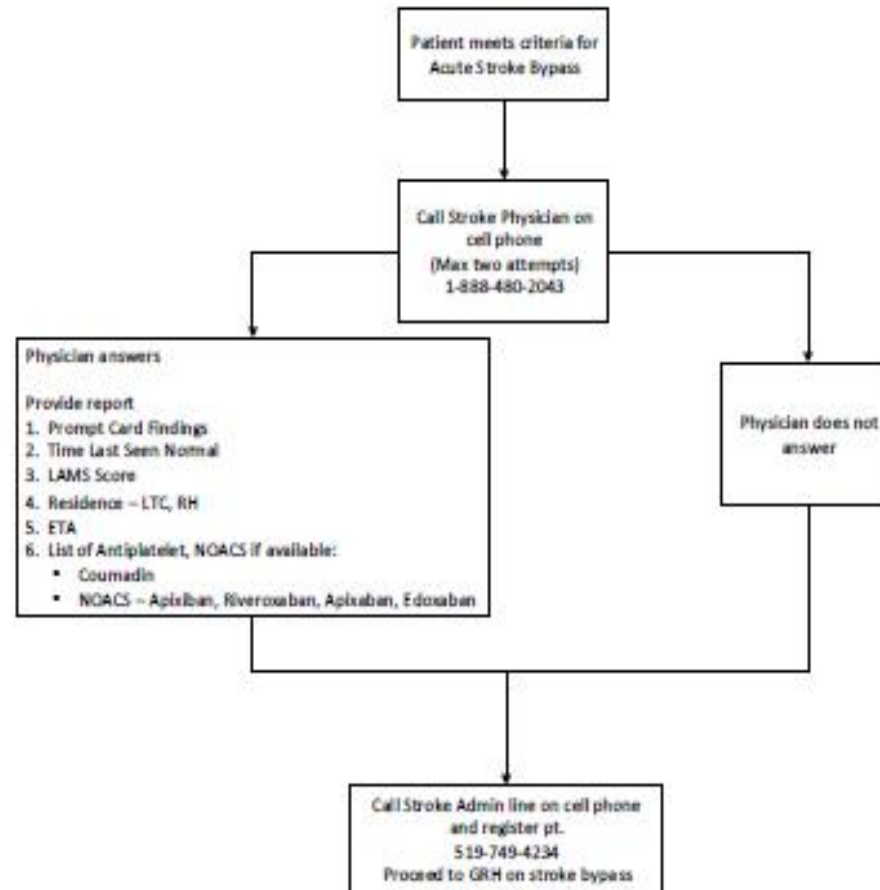 Patient meets criteria for
Acute Stroke Bypass
Call Stroke Physician on
cell phone
(Max two attempts)
1-888-480-2043
Physician answers
Provide report
1. Prompt Card Findings
2. Time Last Seen Normal
3. LAMS Score
4. Residence – LTC, RH
5. ETA
6. List of Antiplatelet, NOACS if available:
▪ Coumadin
▪ NOACS – Apixiban, Riveroxaban, Apixaban, Edoxaban
Physician does not
answer
Call Stroke Admin line on cell phone
and register pt.
519-749-4234
Proceed to GRH on stroke bypass